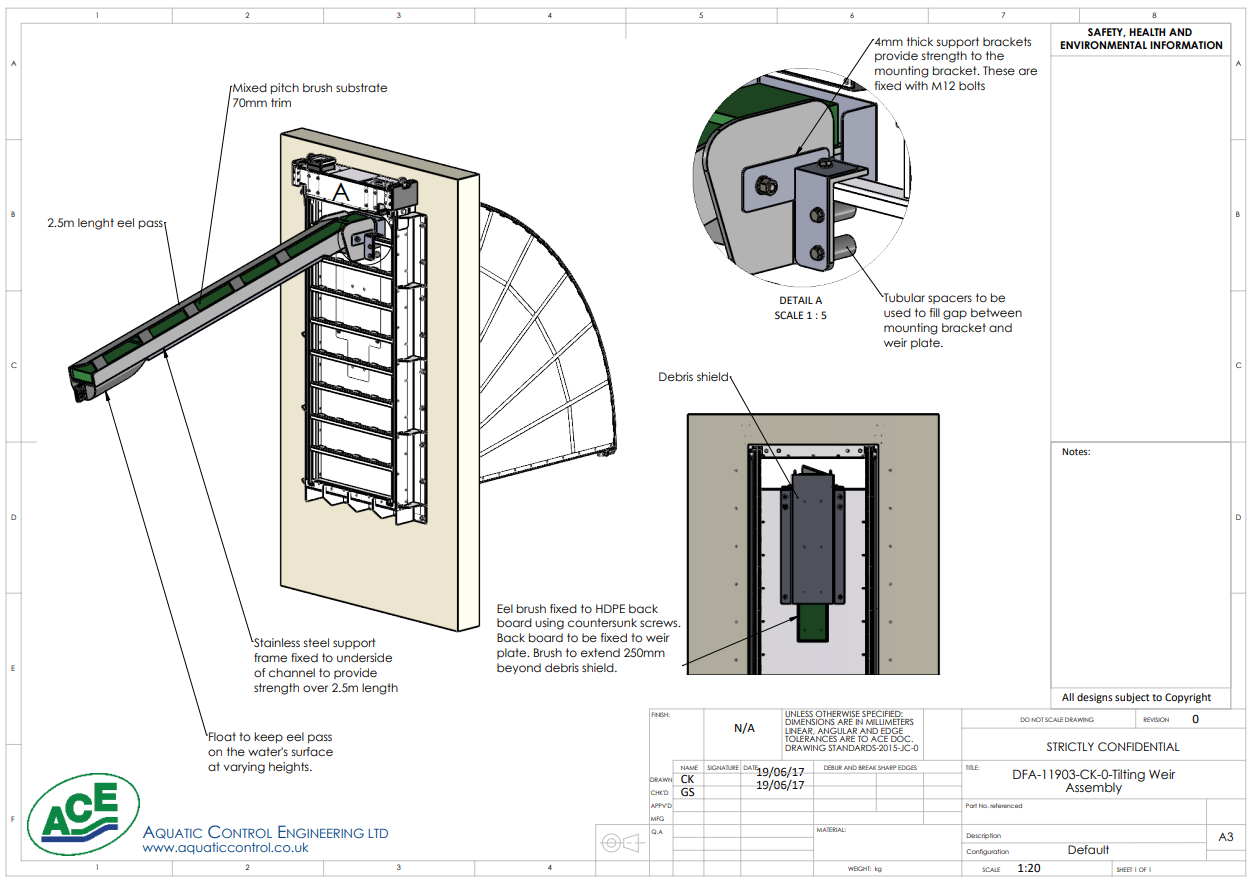 1 2 3 4 5 6 7 8
A
B
C
D
E
F
A
B
C
D
SAFETY, HEALTH AND
ENVIRONMENTAL INFORMATION
4mm thick support brackets
provide strength to the
mounting bracket. These are
fixed with M12 bolts
Mixed pitch brush substrate
70mm trim
A
2.5m lenght eel pass
DETAIL A
SCALE 1 : 5
Tubular spacers to be
used to fill gap between
mounting bracket and
weir plate.
Debris shield
Notes:
Eel brush fixed to HDPE back
board using countersunk screws.
Back board to be fixed to weir
plate. Brush to extend 250mm
beyond debris shield.
Stainless steel support
frame fixed to underside
of channel to provide
strength over 2.5m length
Float to keep eel pass
on the water's surface
at varying heights.
All designs subject to Copyright
FINISH:
N/A
UNLESS OTHERWISE SPECIFIED:
DIMENSIONS ARE IN MILLIMETERS
LINEAR, ANGULAR AND EDGE
TOLERANCES ARE TO ACE DOC.
DRAWING STANDARDS-2015-JC-0
DO NOT SCALE DRAWING
REVISION 0
STRICTLY CONFIDENTIAL
NAME SIGNATURE DATE
DEBUR AND BREAK SHARP EDGES
DRAWN CK 19/06/17
CHK'D GS 19/06/17
APPV'D
MFG
Q.A
MATERIAL:
WEIGHT: kg
TITLE:
DFA-11903-CK-0-Tilting Weir
Assembly
Part No. referenced
Description
A3
Configuration Default
SCALE 1:20
SHEET 1 OF 1
ACE
AQUATIC CONTROL ENGINEERING LTD
www.aquaticcontrol.co.uk
1 2 3 4